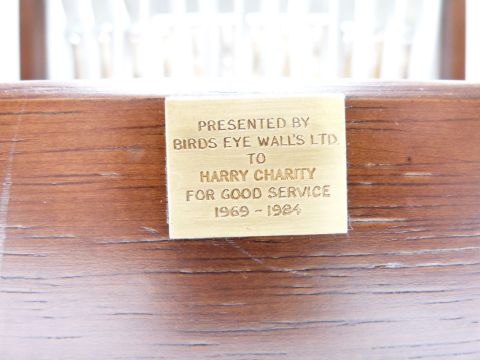 PRESENTED BY
BIRDS EYE WALL'S LTD.
TO
HARRY CHARITY
FOR GOOD SERVICE
1969 - 1984